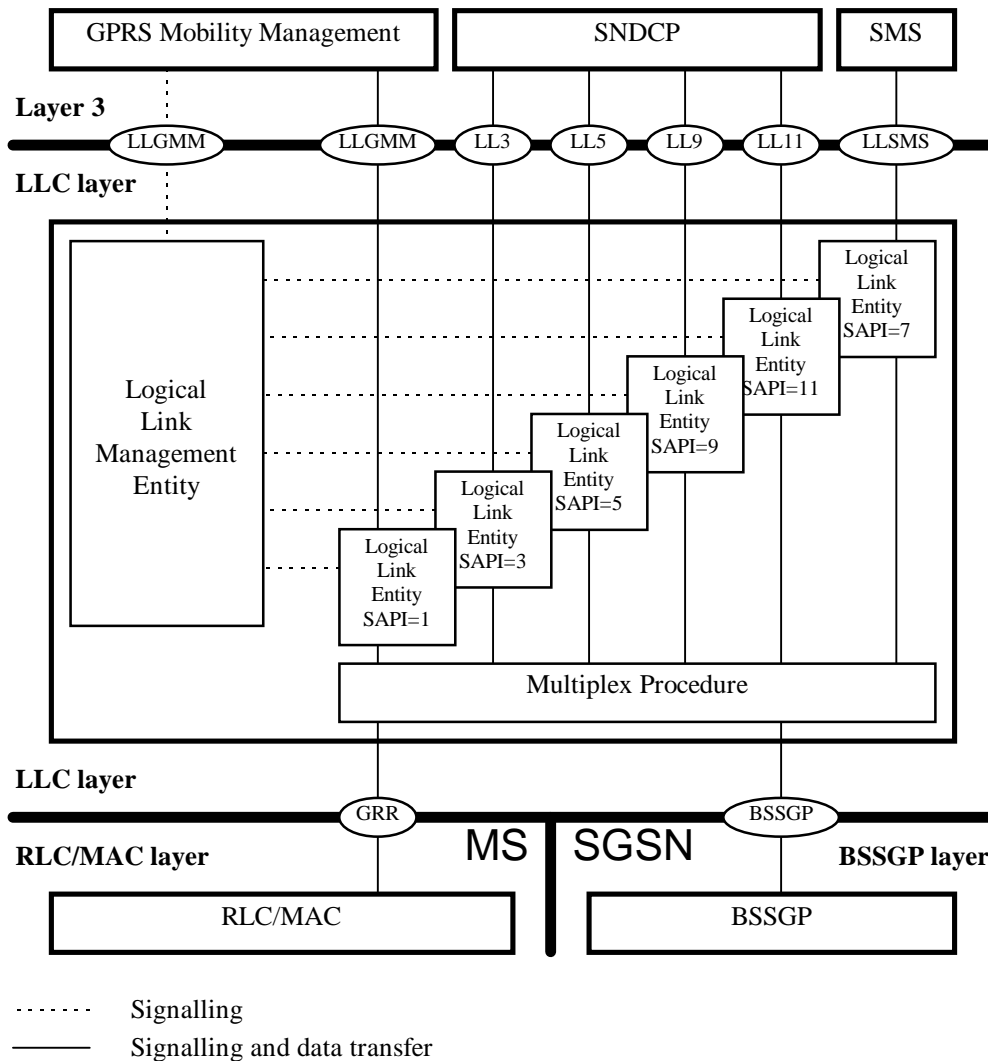 GPRS Mobility Management
SNDCP
SMS
Layer 3
LLGMM
LLGMM
LL3
LL5
LL9
LL11
LLSMS
LLC layer
Logical
Link
Management
Entity
Logical
Link
Entity
SAPI=7
Logical
Link
Entity
SAPI=11
Logical
Link
Entity
SAPI=9
Logical
Link
Entity
SAPI=5
Logical
Link
Entity
SAPI=3
Logical
Link
Entity
SAPI=1
Multiplex Procedure
LLC layer
GRR
BSSGP
RLC/MAC layer
MS
SGSN
BSSGP layer
RLC/MAC
BSSGP
Signalling
Signalling and data transfer